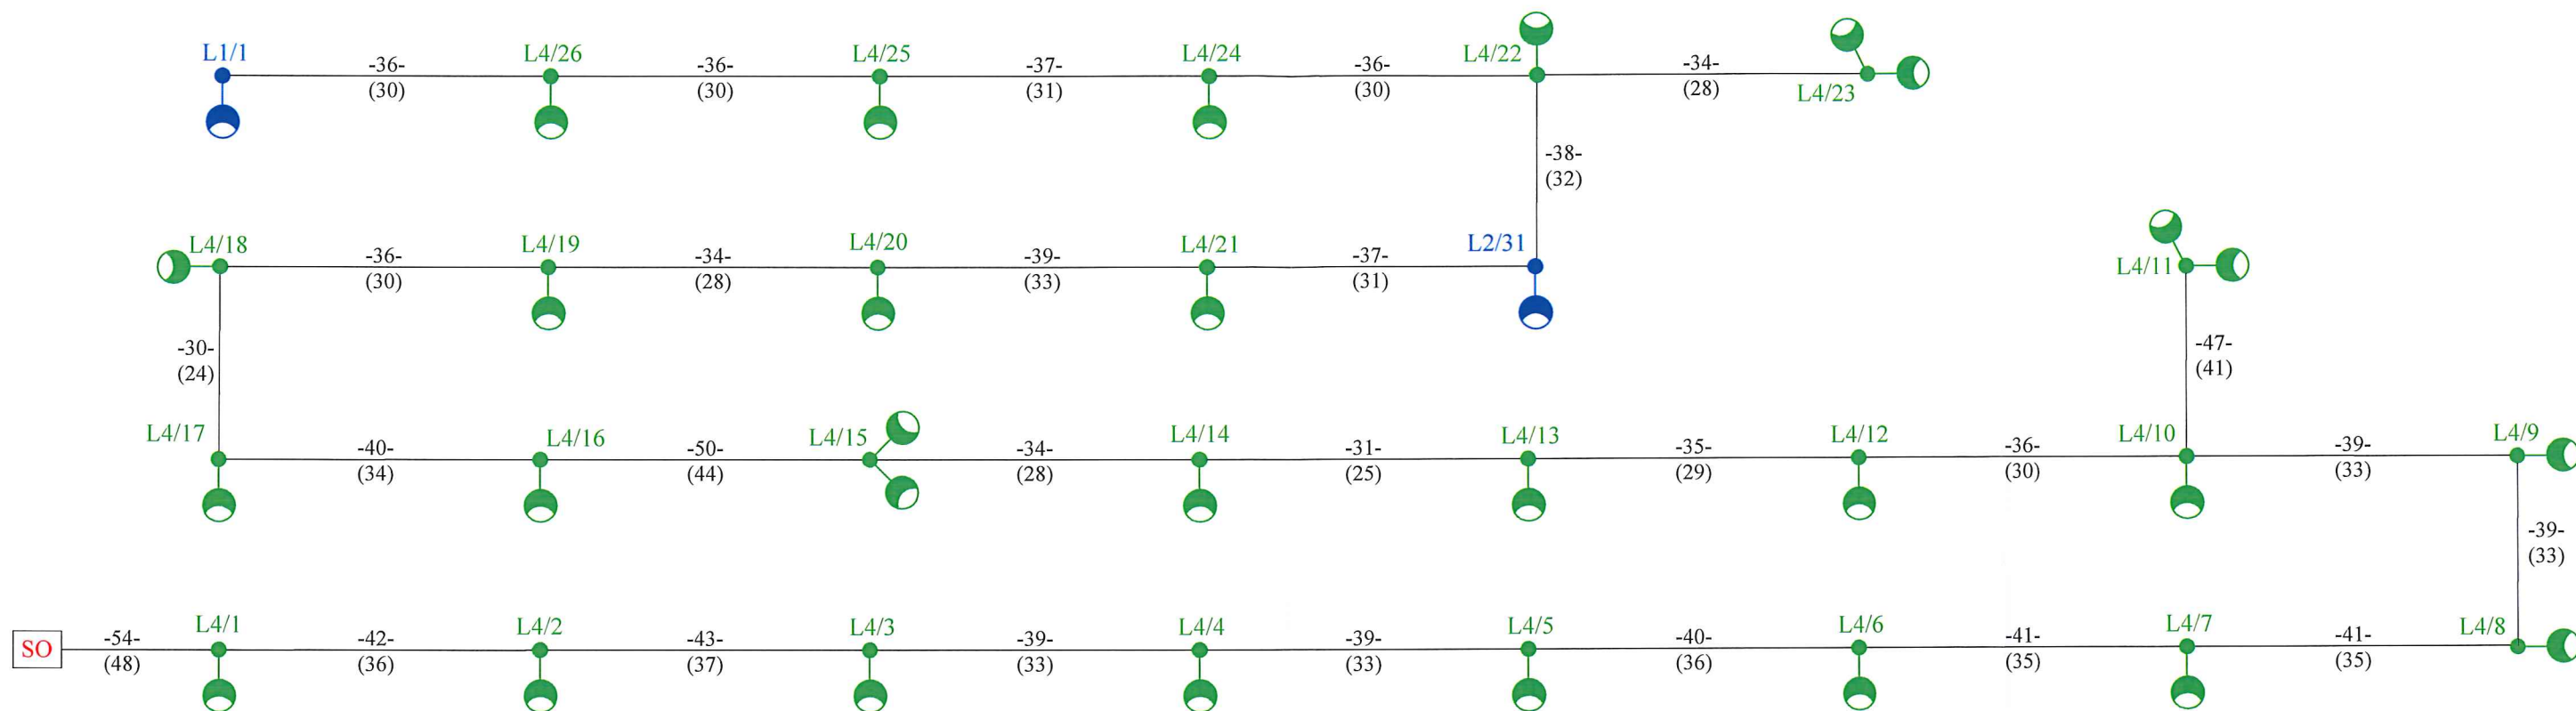 L1/1 L4/26 L4/25 L4/24 L4/22 L4/23
-36- -36- -37- -36- -34-
(30) (30) (31) (30) (28)
-38-
(32)
L4/18 L4/19 L4/20 L4/21 L2/31 L4/11
-36- -34- -39- -37-
(30) (28) (33) (31)
-30- -47-
(24) (41)
L4/17 L4/16 L4/15 L4/14 L4/13 L4/12 L4/10 L4/9
-40- -50- -34- -31- -35- -36- -39-
(34) (44) (28) (25) (29) (30) (33)
-39-
(33)
L4/1 L4/2 L4/3 L4/4 L4/5 L4/6 L4/7 L4/8
SO -54- -42- -43- -39- -39- -40- -41- -41-
(48) (36) (37) (33) (33) (36) (35) (35)